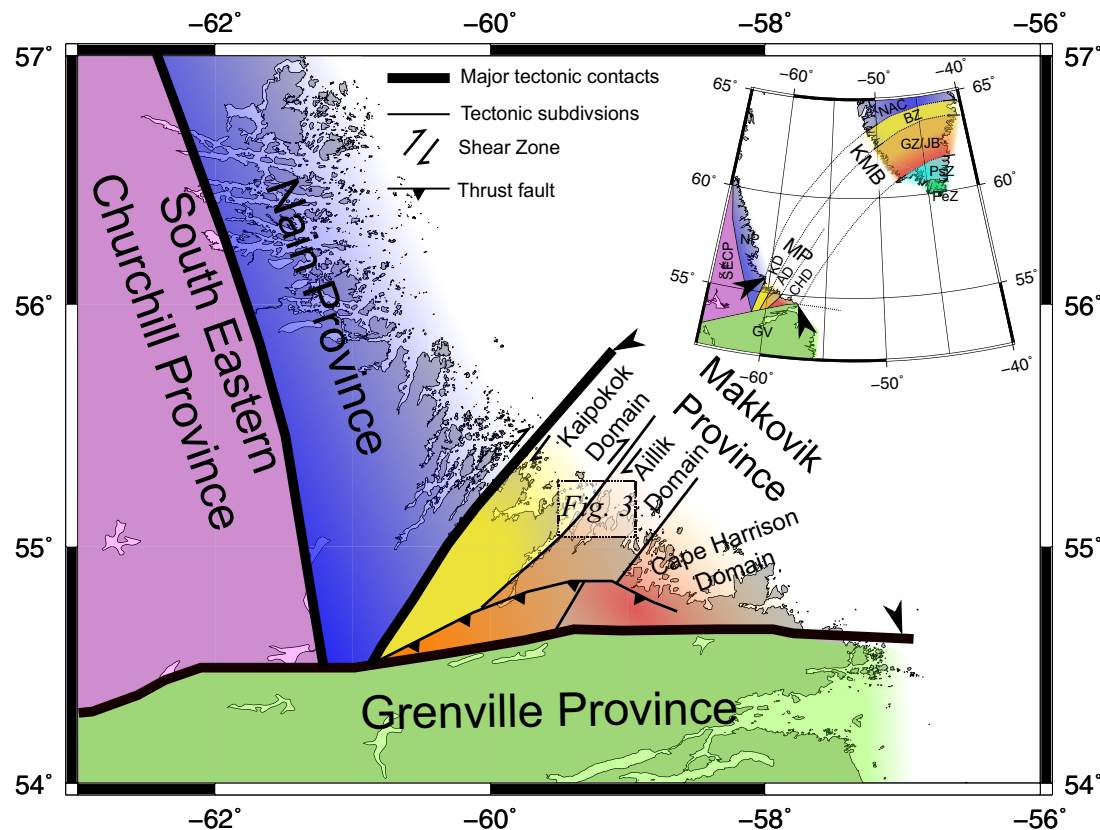 −62° −60° −58° −56°
57° 57°
56° 56°
55° 55°
54° 54°
−62° −60° −58° −56°
Major tectonic contacts
Tectonic subdivsions
Shear Zone
Thrust fault
South Eastern
Churchill Province
Nain Province
Kaipokok
Domain
Aillik
Domain
Makkovik
Province
Cape Harrison
Domain
Fig. 3
Grenville Province
−60° −50° −40°
65° 65°
60° 60°
55° 55°
−60° −50° −40°
NAC
BZ
GZ/JB
PsZ
PeZ
KMB
MP
NP
SECP
KD
AD
CHD
GV